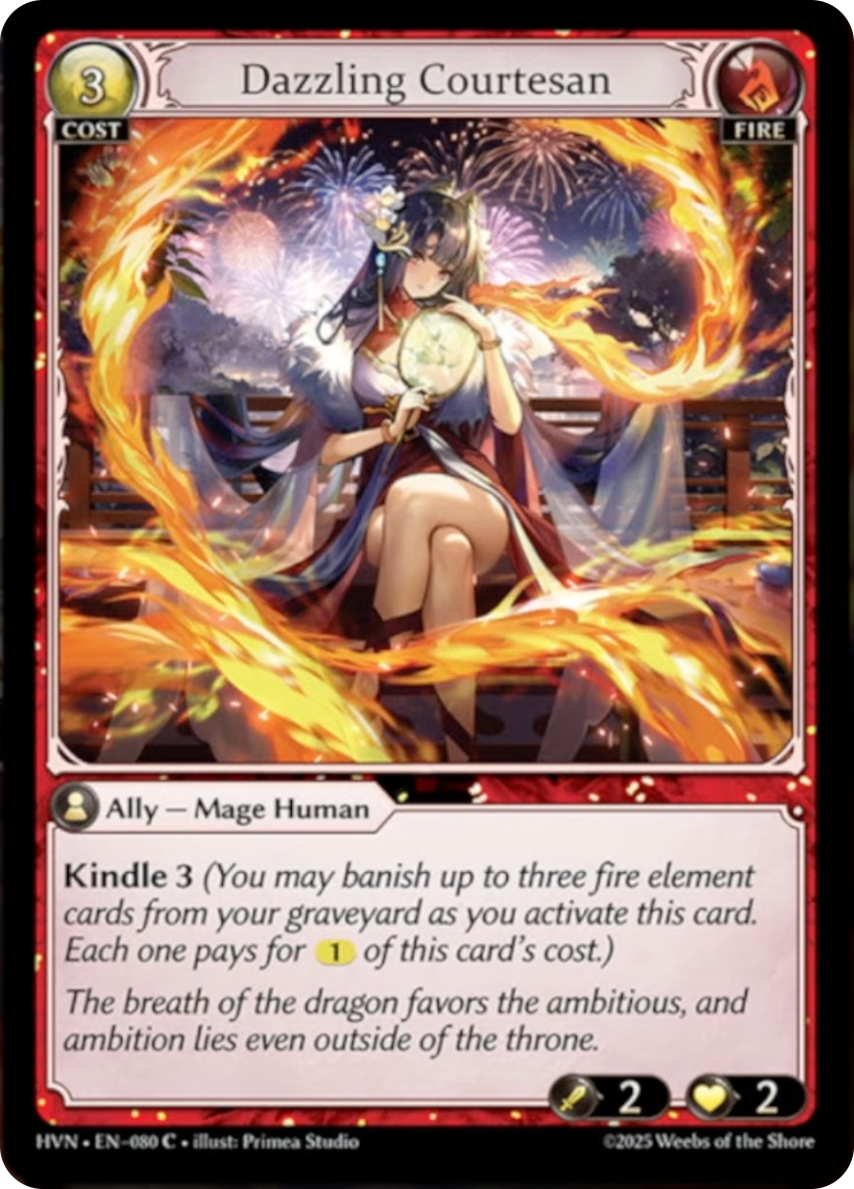 3
Dazzling Courtesan
COST
FIRE
Ally — Mage Human
Kindle 3 (You may banish up to three fire element
cards from your graveyard as you activate this card.
Each one pays for 1 of this card's cost.)
The breath of the dragon favors the ambitious, and
ambition lies even outside of the throne.
2
2
HVN • EN-080 C • illust: Primea Studio
©2025 Weebs of the Shore